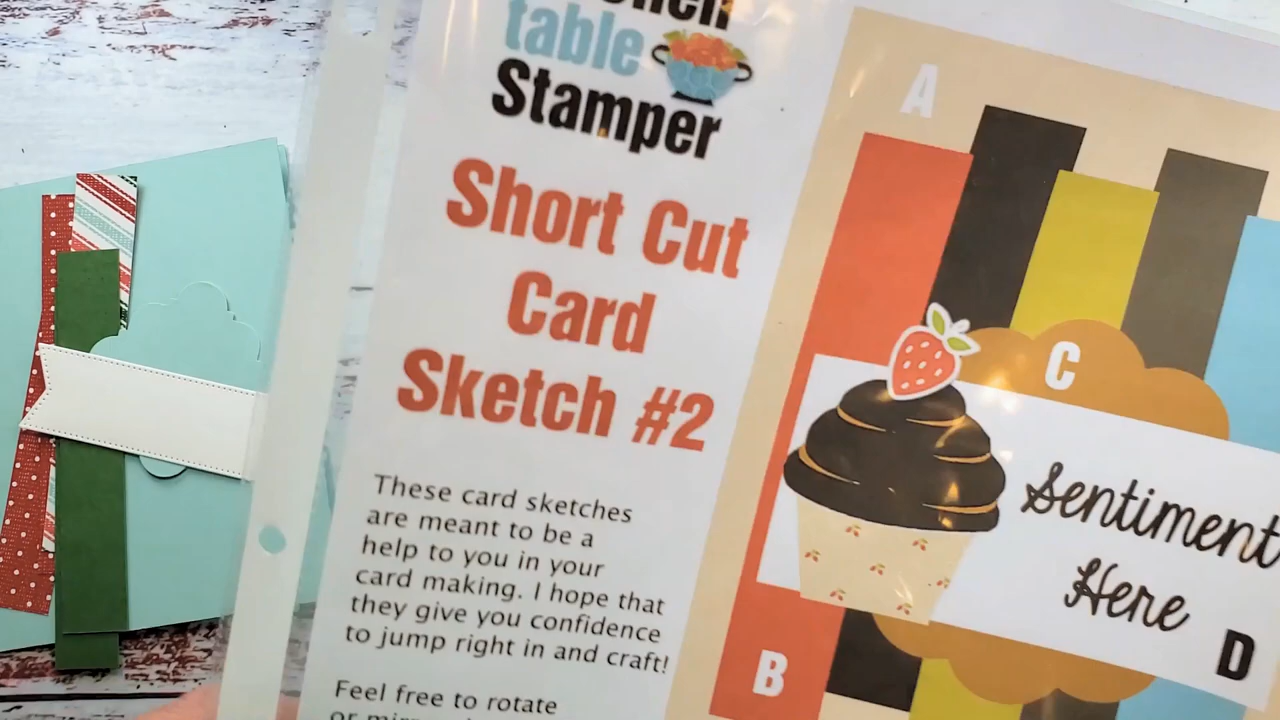 table
Stamper
Short Cut
Card
Sketch #2
These card sketches
are meant to be a
help to you in your
card making. I hope that
they give you confidence
to jump right in and craft!
Feel free to rotate
A
C
Sentiment
Here
B
D